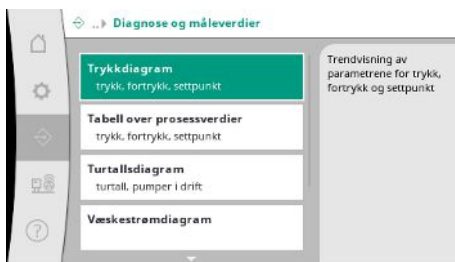 ..▸ Diagnose og måleverdier
Trykkdiagram
trykk, fortrykk, settpunkt
Tabell over prosessverdier
trykk, fortrykk, settpunkt
Turtallsdiagram
turtall, pumper i drift
Væskestrømdiagram
Trendvisning av
parametrene for trykk,
fortrykk og settpunkt